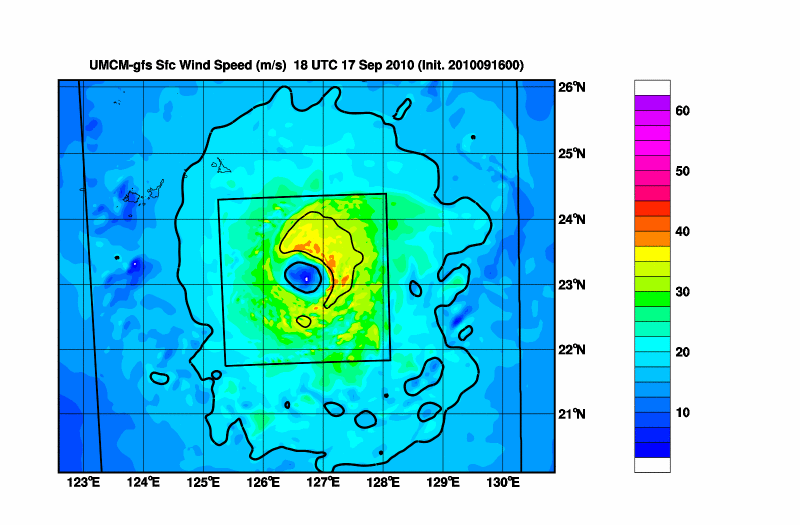 UMCM-gfs Sfc Wind Speed (m/s)  18 UTC 17 Sep 2010 (Init. 2010091600)
26°N
25°N
24°N
23°N
22°N
21°N
123°E 124°E 125°E 126°E 127°E 128°E 129°E 130°E
60
50
40
30
20
10